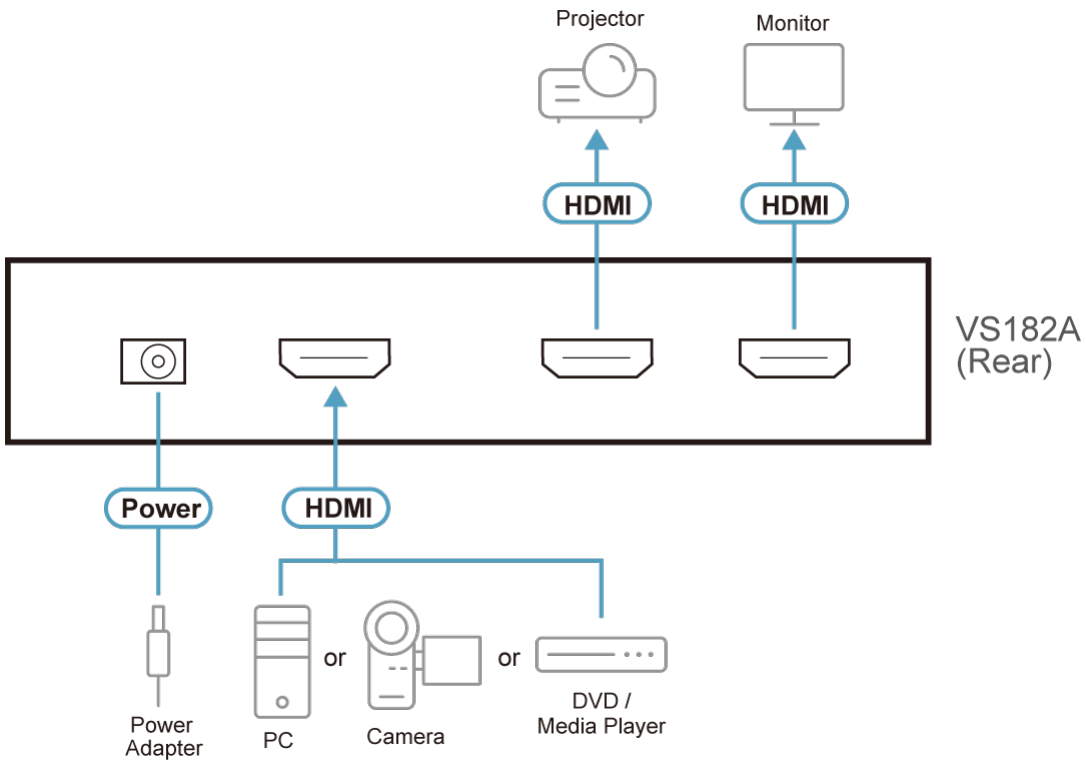 Projector
Monitor
HDMI
HDMI
VS182A
(Rear)
Power
HDMI
or
or
Power
Adapter
PC
Camera
DVD /
Media Player